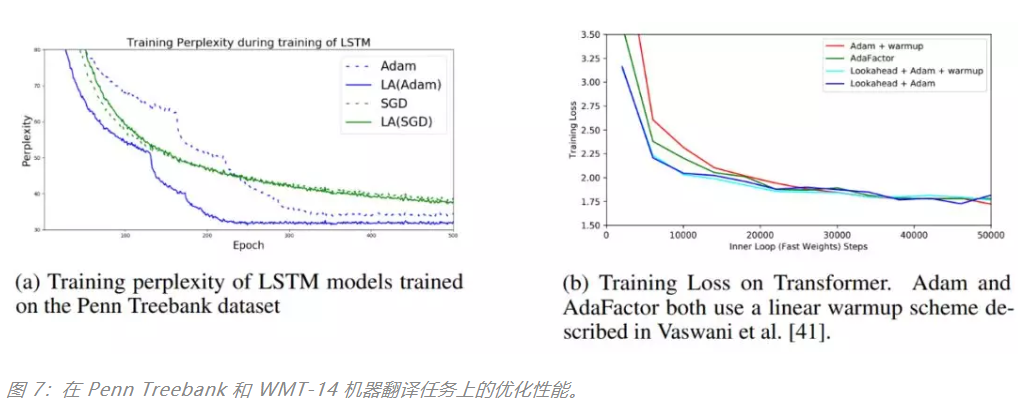 Training Perplexity during training of LSTM
80
70
60
50
40
30
Perplexity
100
200
300
400
500
Epoch
Adam
LA(Adam)
SGD
LA(SGD)
3.50
3.25
3.00
2.75
2.50
2.25
2.00
1.75
1.50
Training Loss
0
10000
20000
30000
40000
50000
Inner Loop (Fast Weights) Steps
Adam + warmup
AdaFactor
Lookahead + Adam + warmup
Lookahead + Adam
(a) Training perplexity of LSTM models trained
on the Penn Treebank dataset
(b) Training Loss on Transformer. Adam and
AdaFactor both use a linear warmup scheme de-
scribed in Vaswani et al. [41].
图 7：在 Penn Treebank 和 WMT-14 机器翻译任务上的优化性能。